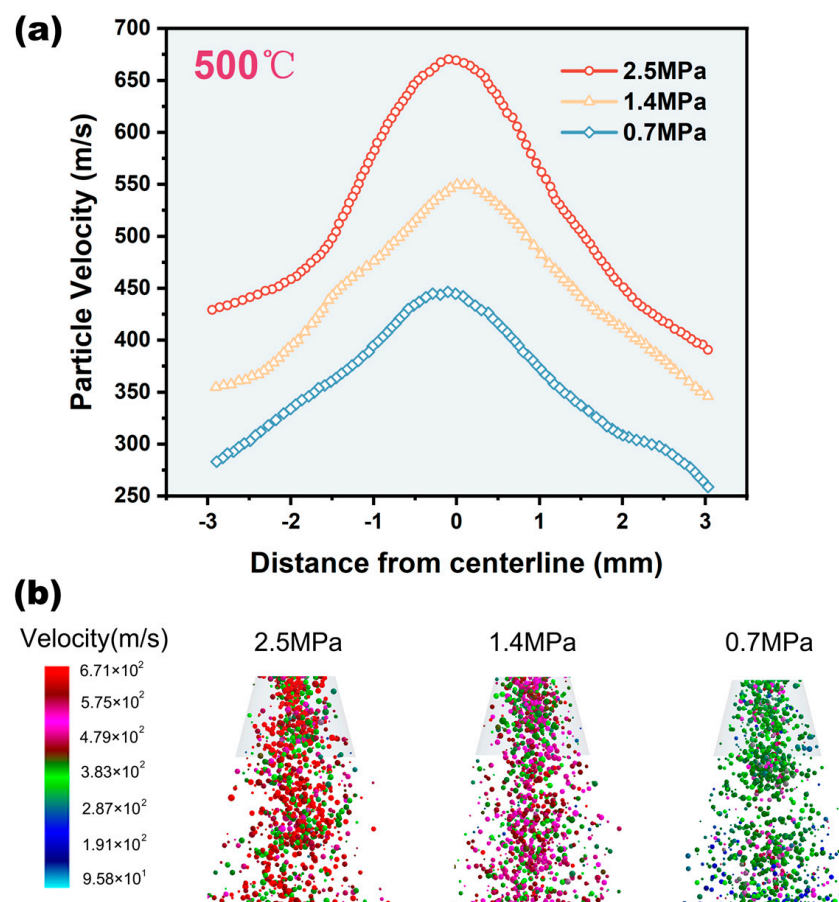 (a)
700
650
600
550
500
450
400
350
300
250
Particle Velocity (m/s)
500℃
2.5MPa
1.4MPa
0.7MPa
-3 -2 -1 0 1 2 3
Distance from centerline (mm)
(b)
Velocity(m/s)
6.71×10²
5.75×10²
4.79×10²
3.83×10²
2.87×10²
1.91×10²
9.58×10¹
2.5MPa 1.4MPa 0.7MPa